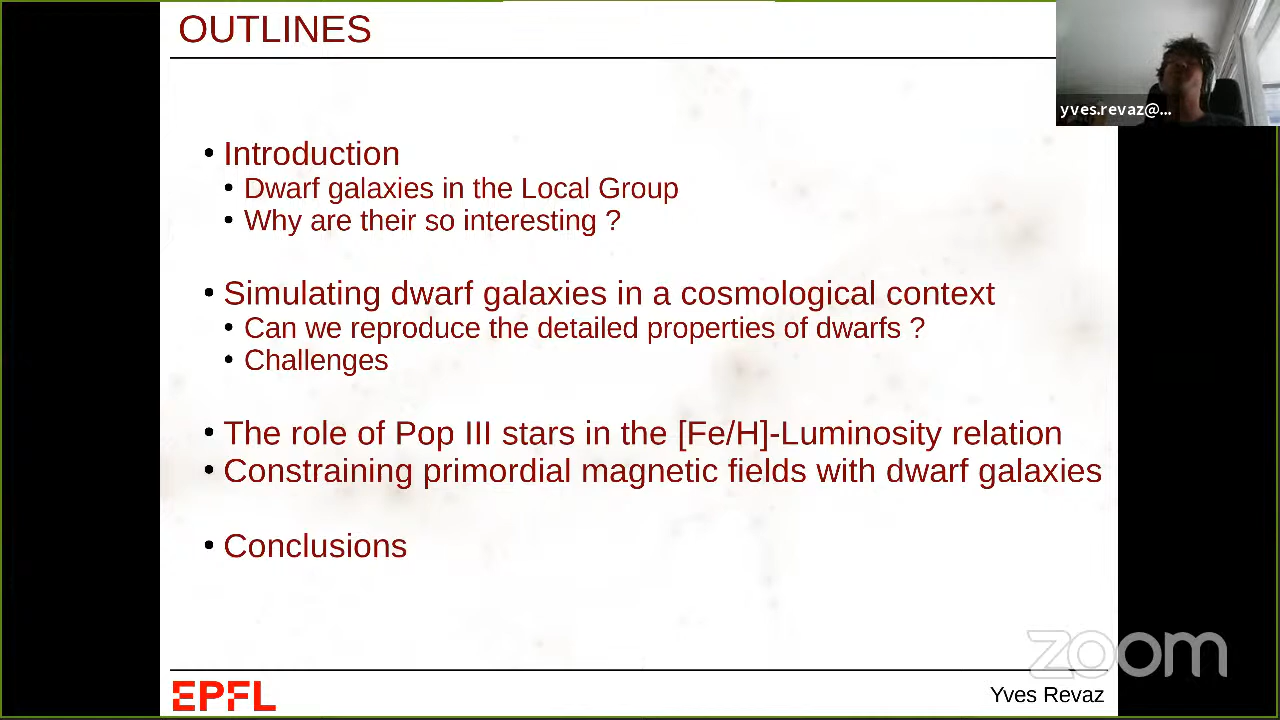 OUTLINES
yves.revaz@...
• Introduction
• Dwarf galaxies in the Local Group
• Why are their so interesting ?
• Simulating dwarf galaxies in a cosmological context
• Can we reproduce the detailed properties of dwarfs ?
• Challenges
• The role of Pop III stars in the [Fe/H]-Luminosity relation
• Constraining primordial magnetic fields with dwarf galaxies
• Conclusions
zoom
EPFL
Yves Revaz